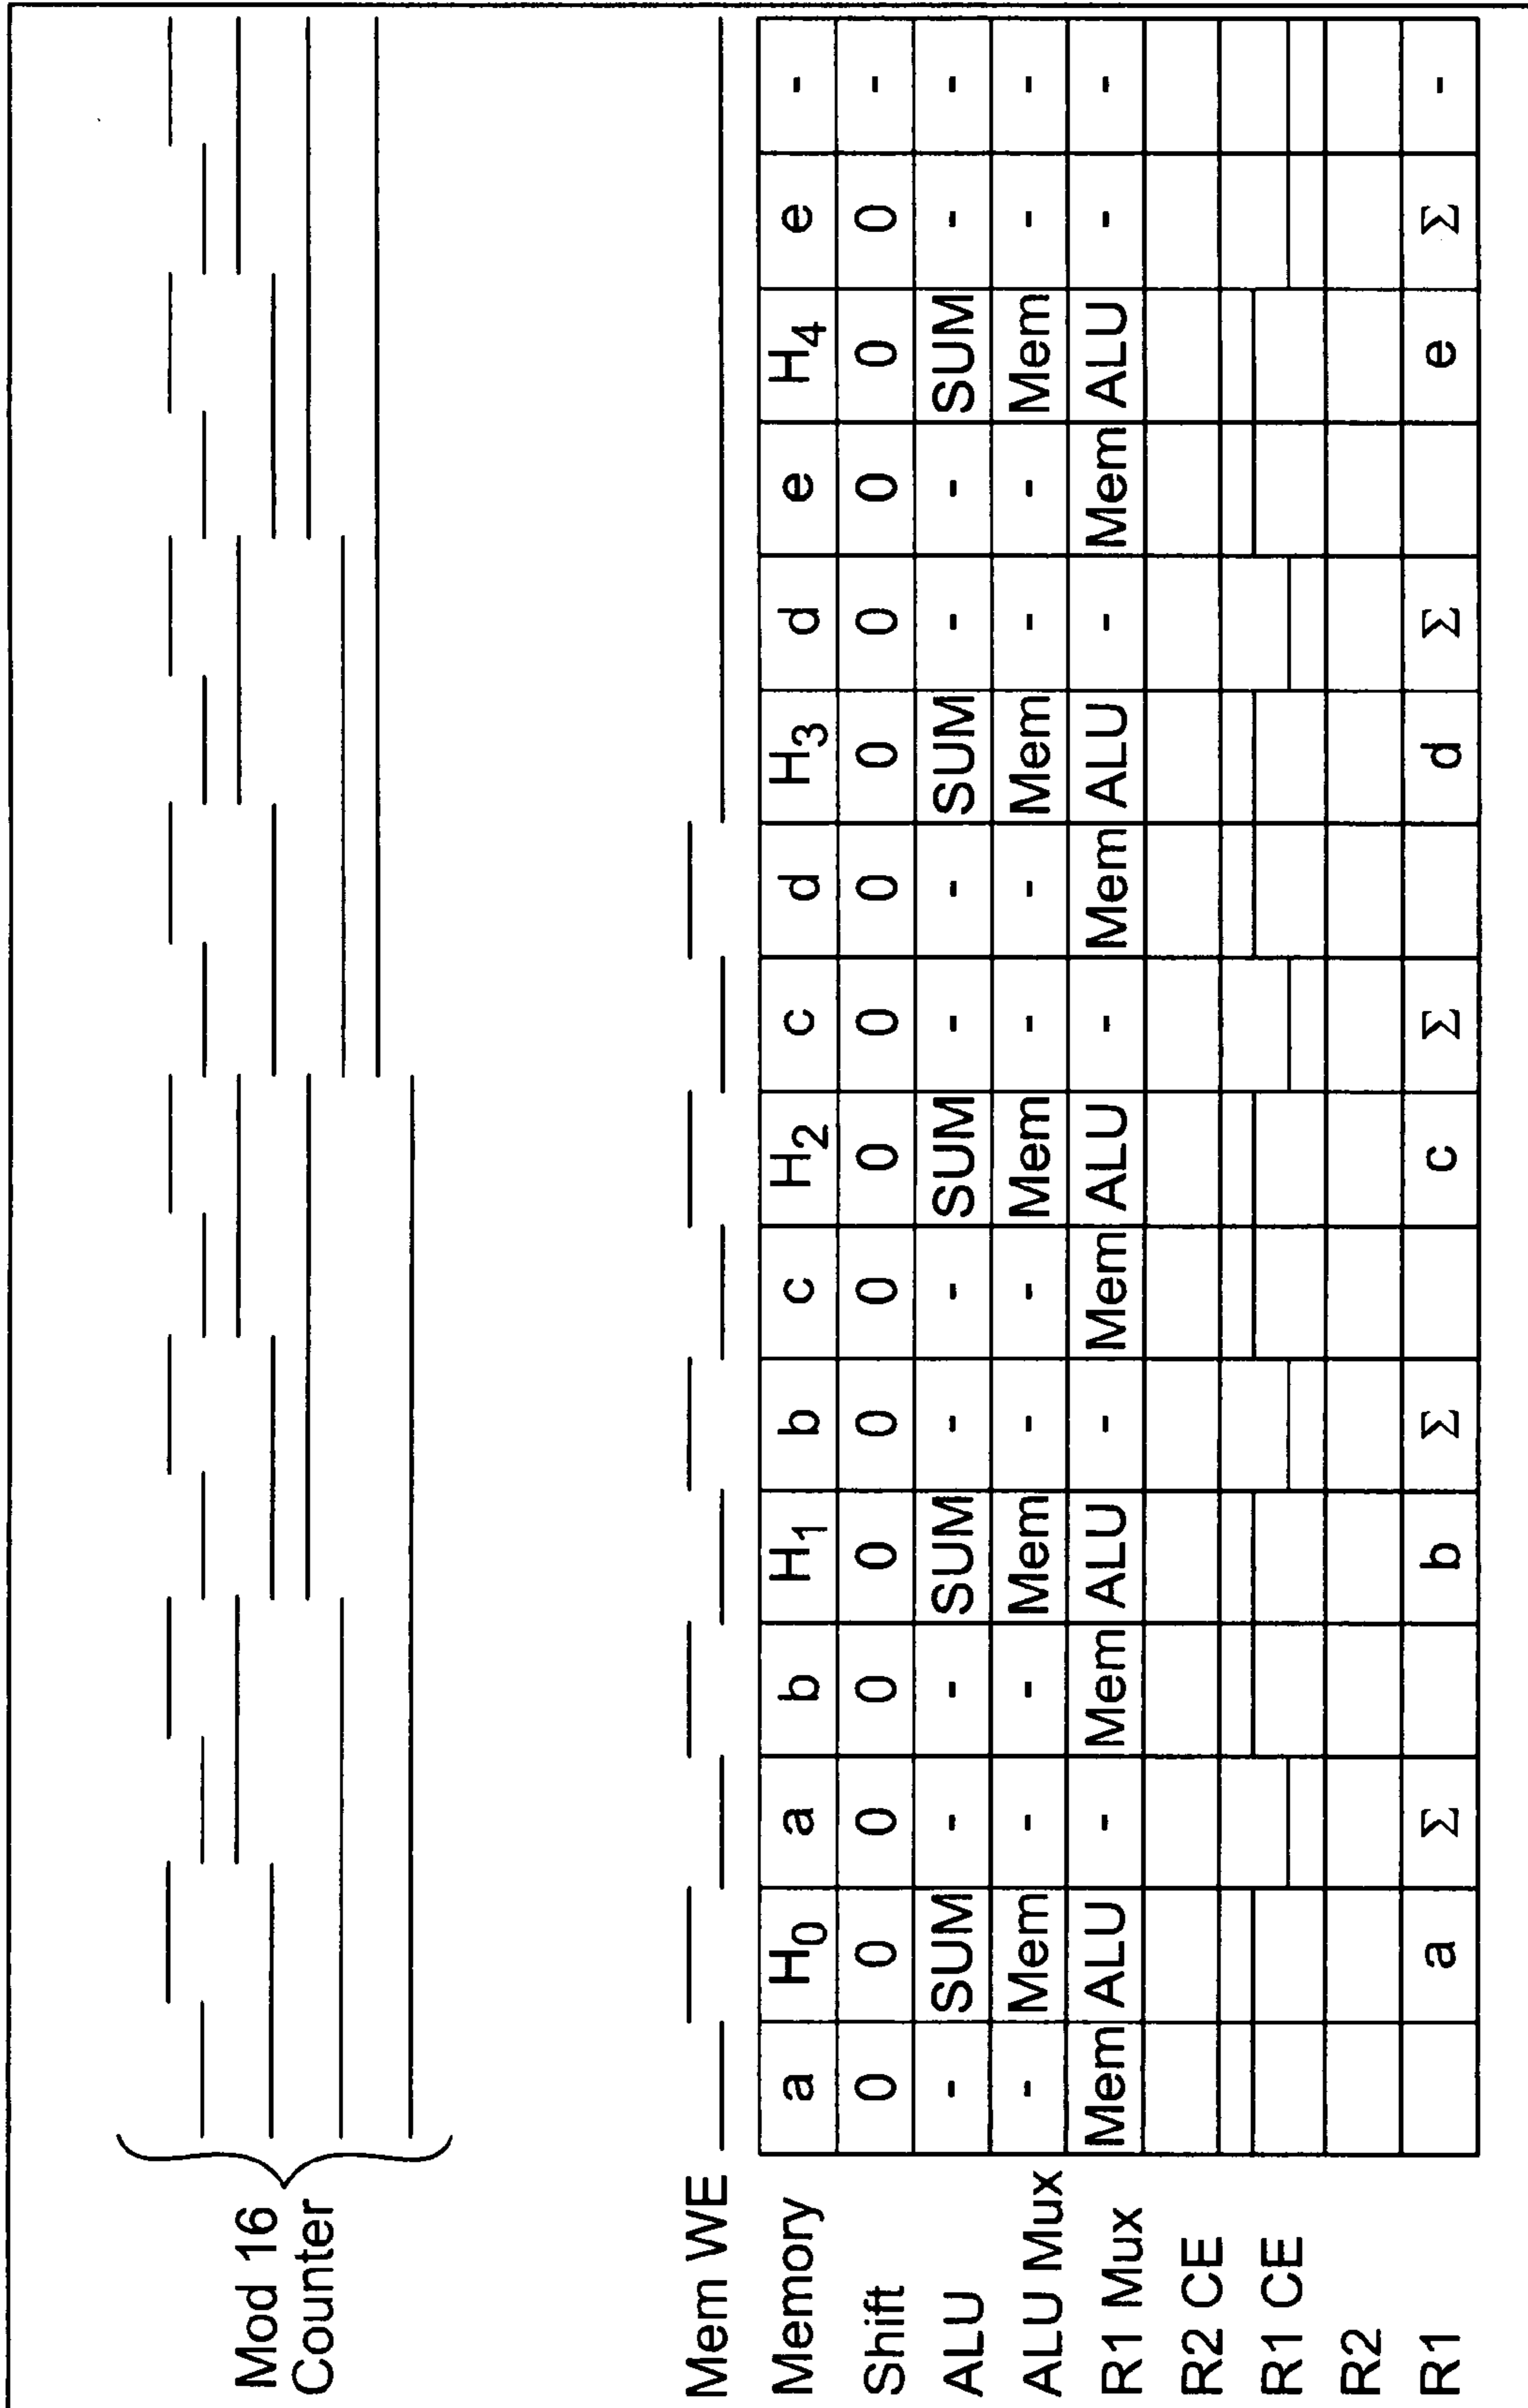 Mod 16
Counter
Mem WE
Memory a H₀ a b H₁ b c H₂ c d H₃ d e H₄ e -
Shift 0 0 0 0 0 0 0 0 0 0 0 0 0 0 0 -
ALU - SUM - - SUM - - SUM - - SUM - - SUM - -
ALU Mux - Mem - - Mem - - Mem - - Mem - - Mem - -
R1 Mux Mem ALU - Mem ALU - Mem ALU - Mem ALU - Mem ALU - -
R2 CE
R1 CE
R2
R1 a Σ b Σ c Σ d Σ e Σ -